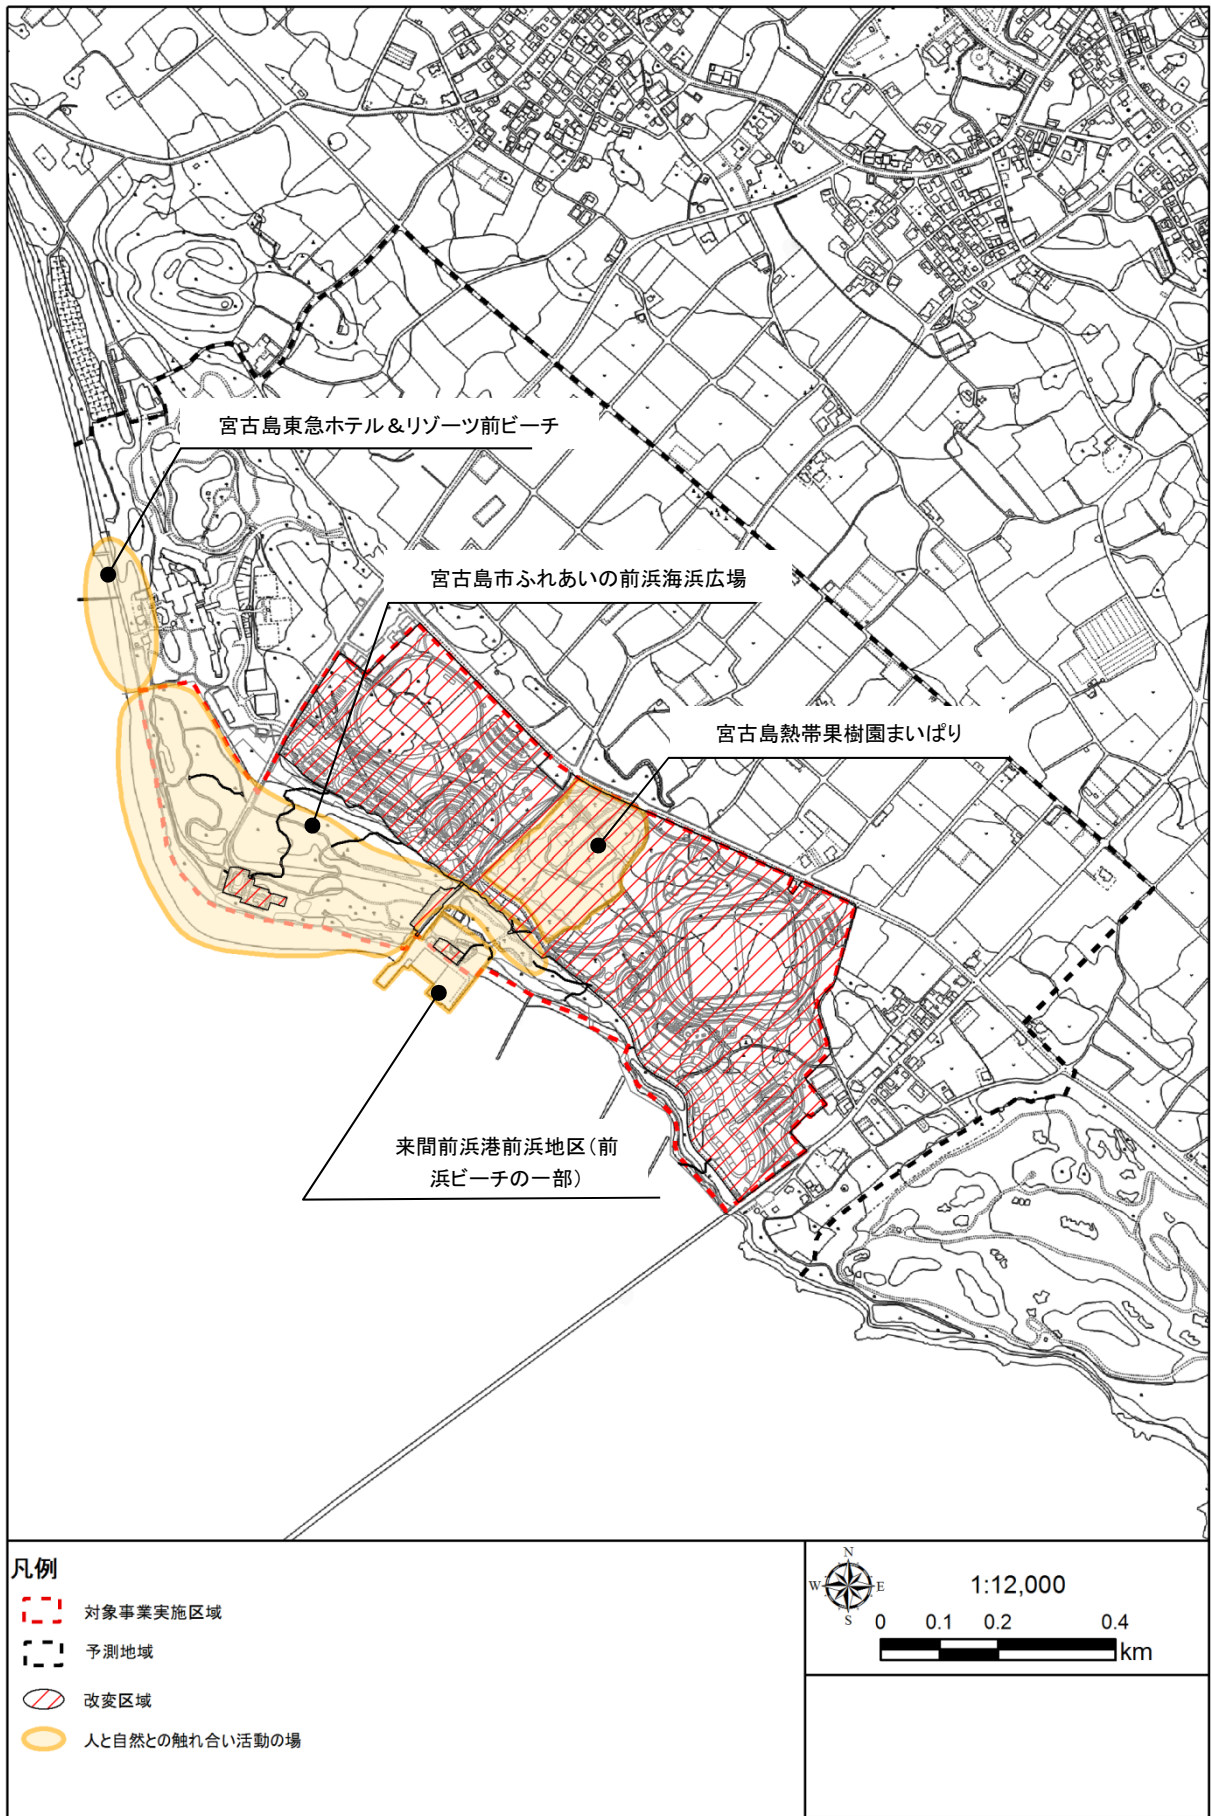 宮古島東急ホテル＆リゾーツ前ビーチ
宮古島市ふれあいの前浜海浜広場
宮古島熱帯果樹園まいぱり
来間前浜港前浜地区（前
浜ビーチの一部）
凡例
対象事業実施区域
予測地域
改変区域
人と自然との触れ合い活動の場
N
W E
S
1:12,000
0 0.1 0.2 0.4
km